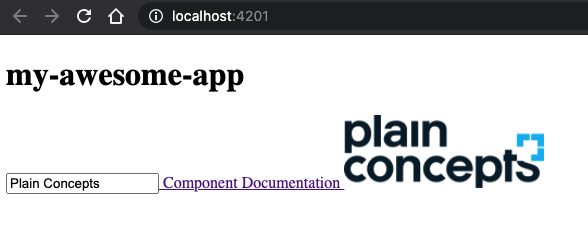 localhost:4201
my-awesome-app
Plain Concepts Component Documentation
plain
concepts